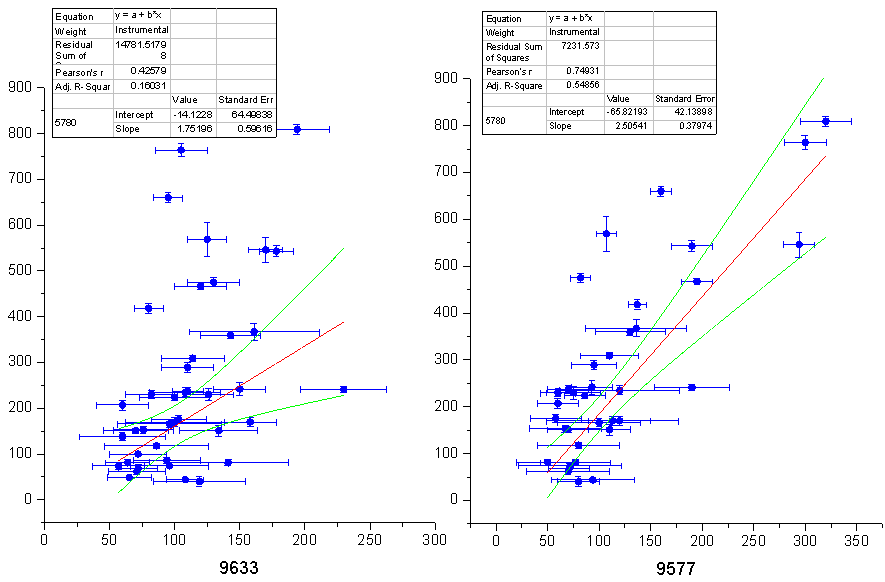 Equation y = a + b*x
Weight Instrumental
Residual 14781.5179
Sum of 8
Pearson's r 0.42579
Adj. R-Squar 0.16031
Value Standard Err
5780 Intercept -14.1228 64.49838
Slope 1.75196 0.59616
900
800
700
600
500
400
300
200
100
0
0 50 100 150 200 250 300
9633
Equation y = a + b*x
Weight Instrumental
Residual Sum 7231.573
of Squares
Pearson's r 0.74931
Adj. R-Square 0.54856
Value Standard Error
5780 Intercept -65.82193 42.13898
Slope 2.50541 0.37974
900
800
700
600
500
400
300
200
100
0
0 50 100 150 200 250 300 350
9577